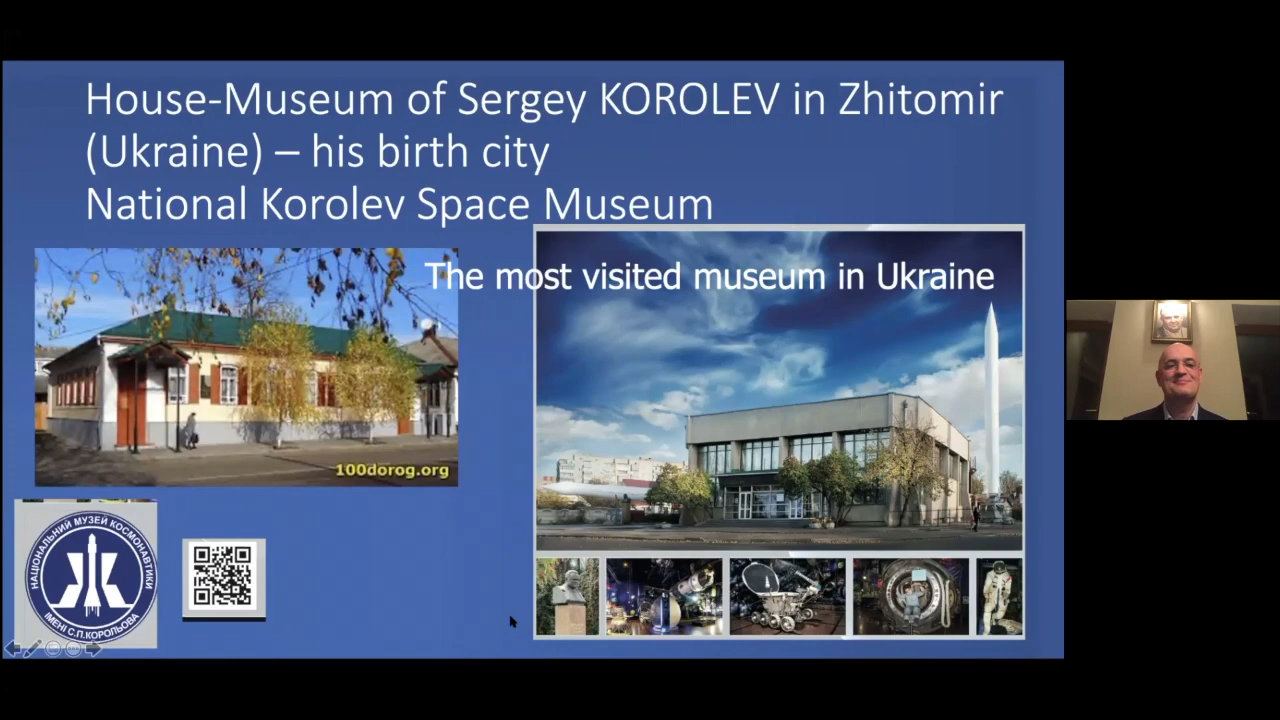 House-Museum of Sergey KOROLEV in Zhitomir
(Ukraine) – his birth city
National Korolev Space Museum
The most visited museum in Ukraine
100dorog.org
НАЦІОНАЛЬНИЙ МУЗЕЙ КОСМОНАВТИКИ
ІМЕНІ С.П.КОРОЛЬОВА